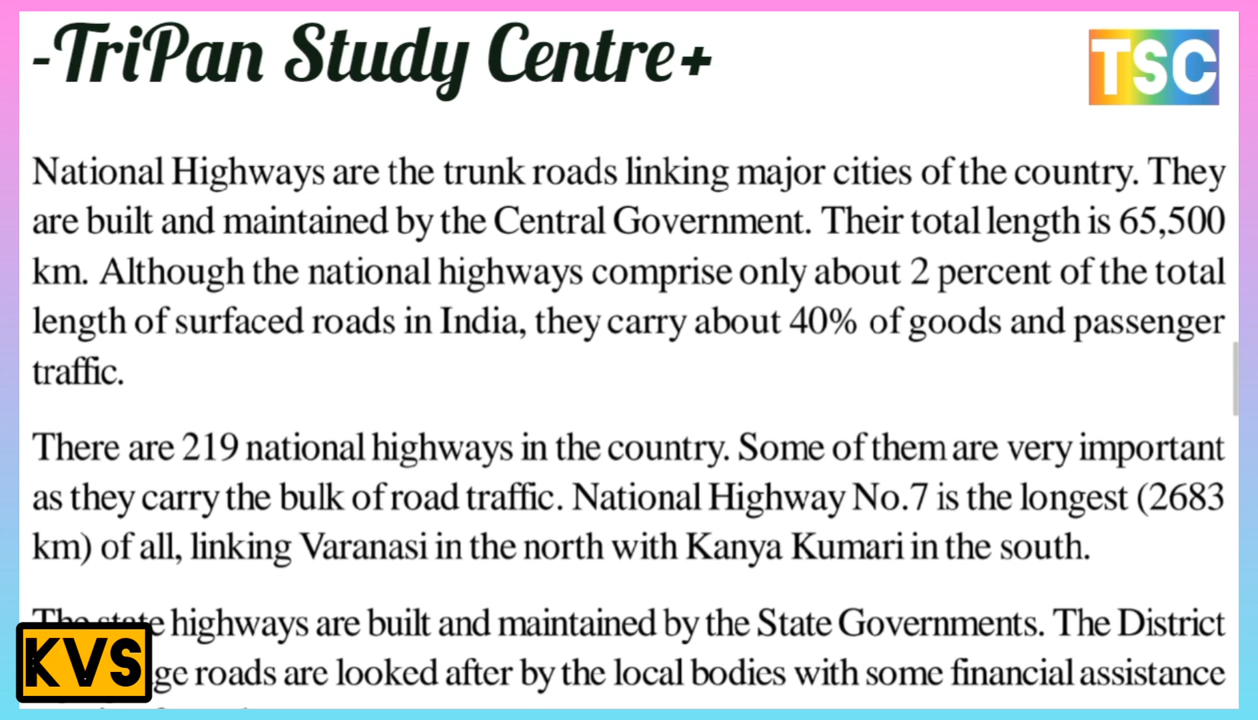 -TriPan Study Centre+
TSC
National Highways are the trunk roads linking major cities of the country. They
are built and maintained by the Central Government. Their total length is 65,500
km. Although the national highways comprise only about 2 percent of the total
length of surfaced roads in India, they carry about 40% of goods and passenger
traffic.
There are 219 national highways in the country. Some of them are very important
as they carry the bulk of road traffic. National Highway No.7 is the longest (2683
km) of all, linking Varanasi in the north with Kanya Kumari in the south.
The state highways are built and maintained by the State Governments. The District
KVS
roads are looked after by the local bodies with some financial assistance